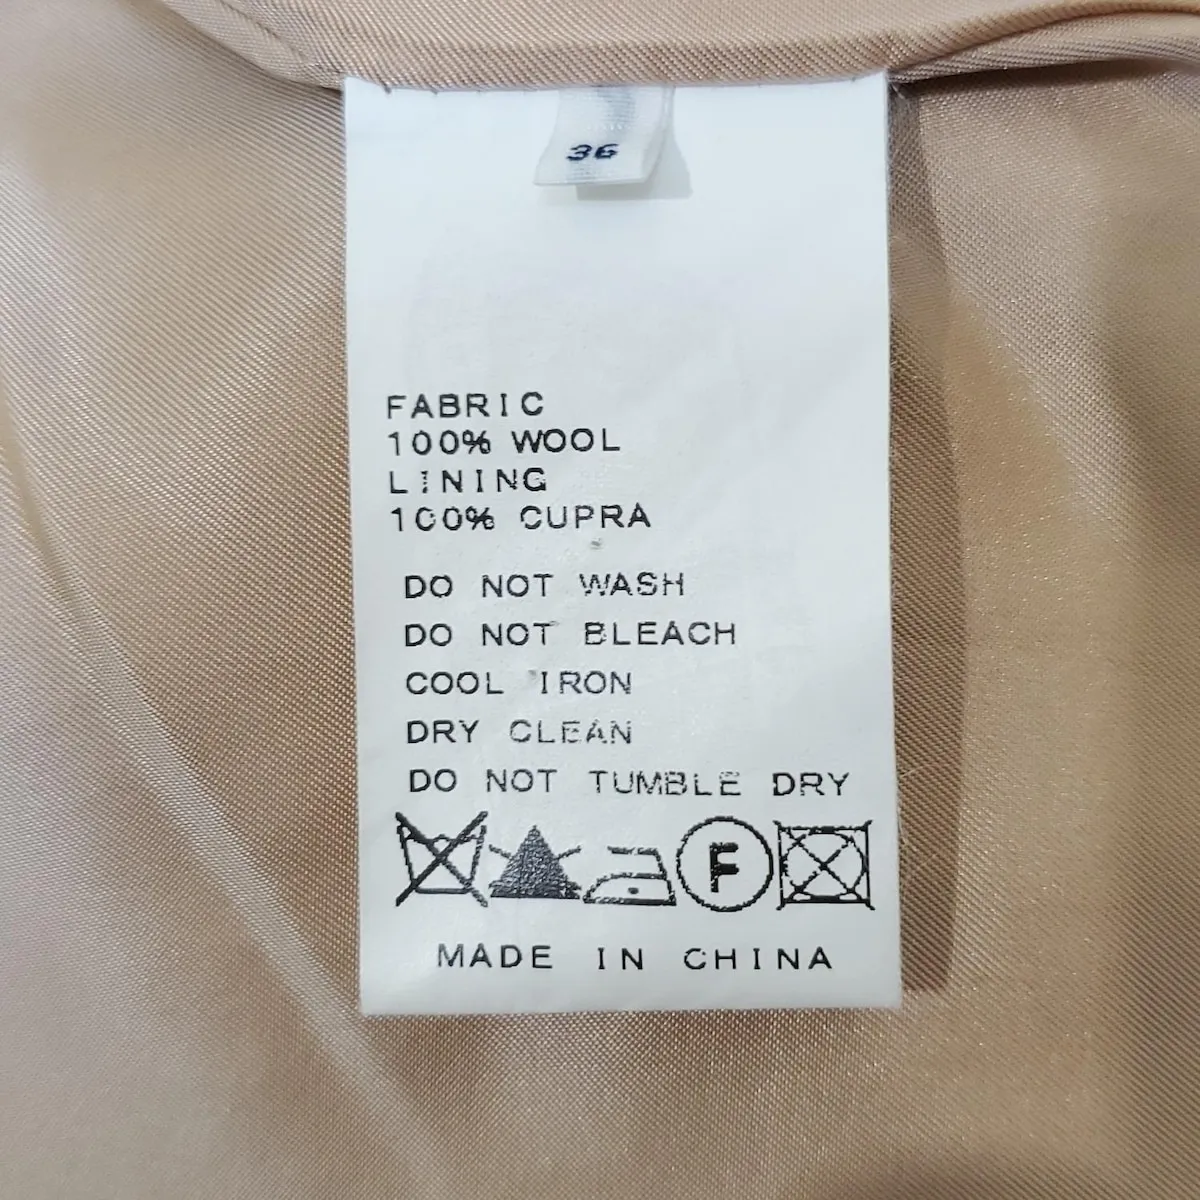 36
FABRIC
100% WOOL
LINING
100% CUPRA
DO NOT WASH
DO NOT BLEACH
COOL IRON
DRY CLEAN
DO NOT TUMBLE DRY
F
MADE IN CHINA